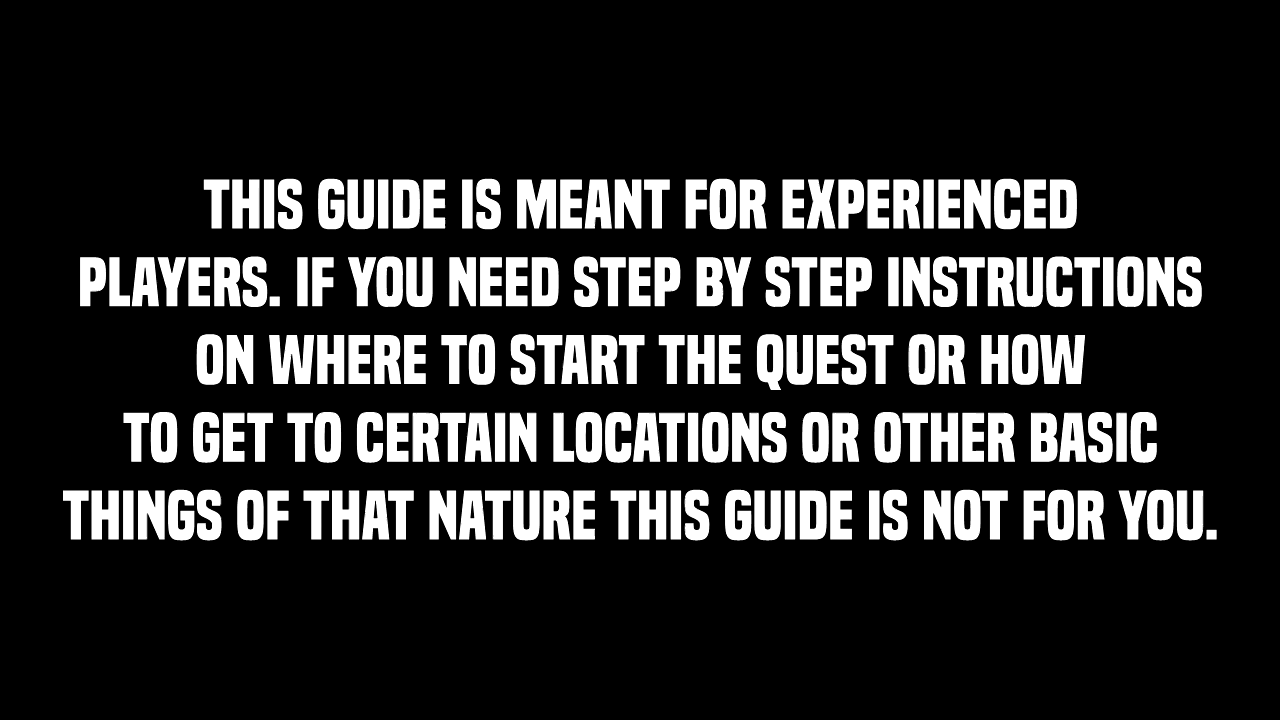 THIS GUIDE IS MEANT FOR EXPERIENCED
PLAYERS. IF YOU NEED STEP BY STEP INSTRUCTIONS
ON WHERE TO START THE QUEST OR HOW
TO GET TO CERTAIN LOCATIONS OR OTHER BASIC
THINGS OF THAT NATURE THIS GUIDE IS NOT FOR YOU.